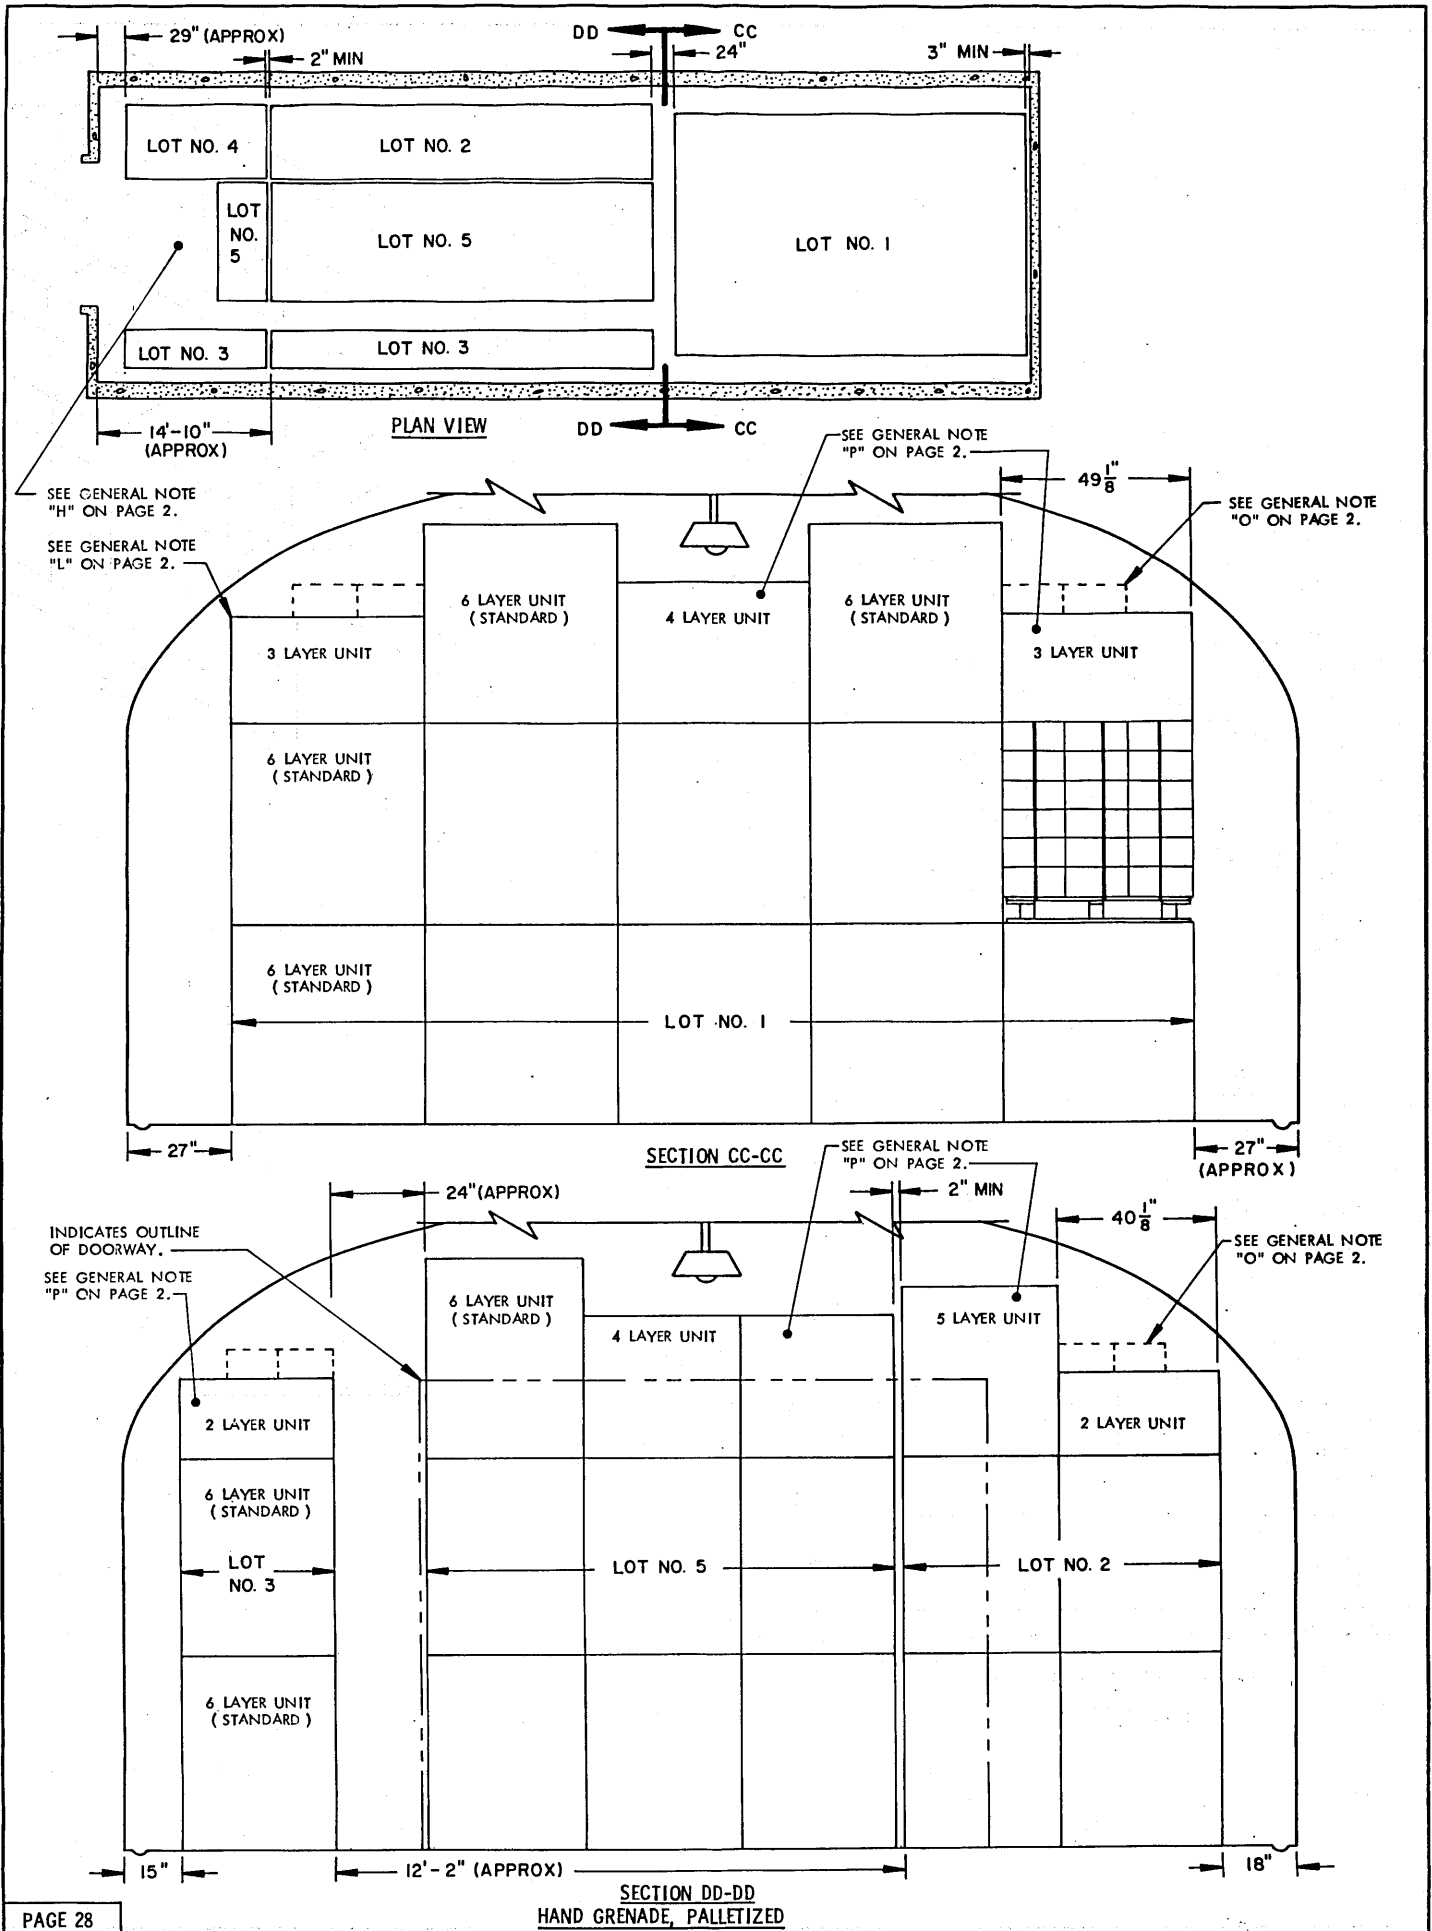 29" (APPROX)
2" MIN
DD
CC
24"
3" MIN
LOT NO. 4
LOT NO. 2
LOT
NO.
5
LOT NO. 5
LOT NO. 1
LOT NO. 3
LOT NO. 3
14'-10"
(APPROX)
PLAN VIEW
DD
CC
SEE GENERAL NOTE
"H" ON PAGE 2.
SEE GENERAL NOTE
"P" ON PAGE 2.
49 1/8"
SEE GENERAL NOTE
"O" ON PAGE 2.
SEE GENERAL NOTE
"L" ON PAGE 2.
3 LAYER UNIT
6 LAYER UNIT
(STANDARD)
4 LAYER UNIT
6 LAYER UNIT
(STANDARD)
3 LAYER UNIT
6 LAYER UNIT
(STANDARD)
6 LAYER UNIT
(STANDARD)
LOT NO. 1
27"
SECTION CC-CC
27"
(APPROX)
SEE GENERAL NOTE
"P" ON PAGE 2.
24" (APPROX)
2" MIN
40 1/8"
INDICATES OUTLINE
OF DOORWAY.
SEE GENERAL NOTE
"P" ON PAGE 2.
SEE GENERAL NOTE
"O" ON PAGE 2.
6 LAYER UNIT
(STANDARD)
4 LAYER UNIT
5 LAYER UNIT
2 LAYER UNIT
2 LAYER UNIT
6 LAYER UNIT
(STANDARD)
LOT
NO. 3
LOT NO. 5
LOT NO. 2
6 LAYER UNIT
(STANDARD)
15"
12'-2" (APPROX)
18"
SECTION DD-DD
HAND GRENADE, PALLETIZED
PAGE 28